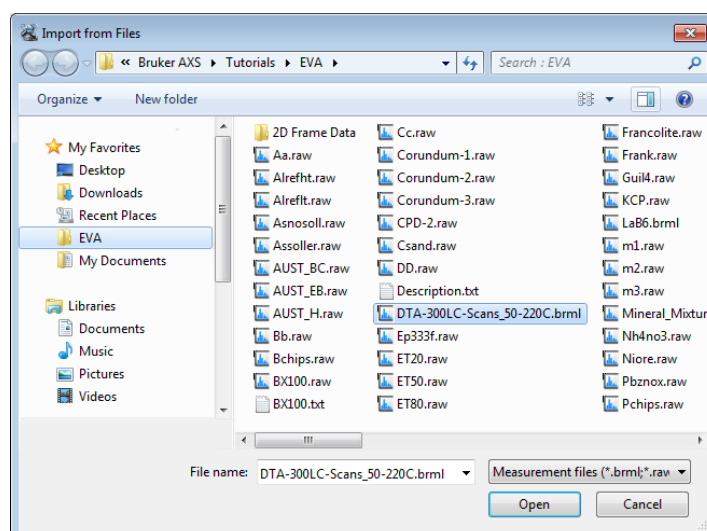 Import from Files
« Bruker AXS Tutorials EVA
Search : EVA
Organize New folder
My Favorites
Desktop
Downloads
Recent Places
EVA
My Documents
Libraries
Documents
Music
Pictures
Videos
2D Frame Data
Aa.raw
Alrefht.raw
Alreflt.raw
Asnosoll.raw
Assoller.raw
AUST_BC.raw
AUST_EB.raw
AUST_H.raw
Bb.raw
Bchips.raw
BX100.raw
BX100.txt
Cc.raw
Corundum-1.raw
Corundum-2.raw
Corundum-3.raw
CPD-2.raw
Csand.raw
DD.raw
Description.txt
DTA-300LC-Scans_50-220C.brml
Ep333f.raw
ET20.raw
ET50.raw
ET80.raw
Francolite.raw
Frank.raw
Guil4.raw
KCP.raw
LaB6.brml
m1.raw
m2.raw
m3.raw
Mineral_Mixtur
Nh4no3.raw
Niore.raw
Pbznox.raw
Pchips.raw
File name: DTA-300LC-Scans_50-220C.brml Measurement files (*.brml;*.raw
Open Cancel